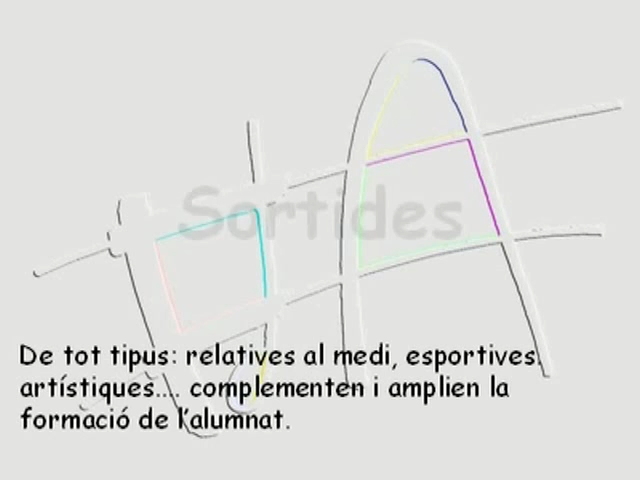 Sortides
De tot tipus: relatives al medi, esportives.
artístiques.... complementen i amplien la
formació de l'alumnat.